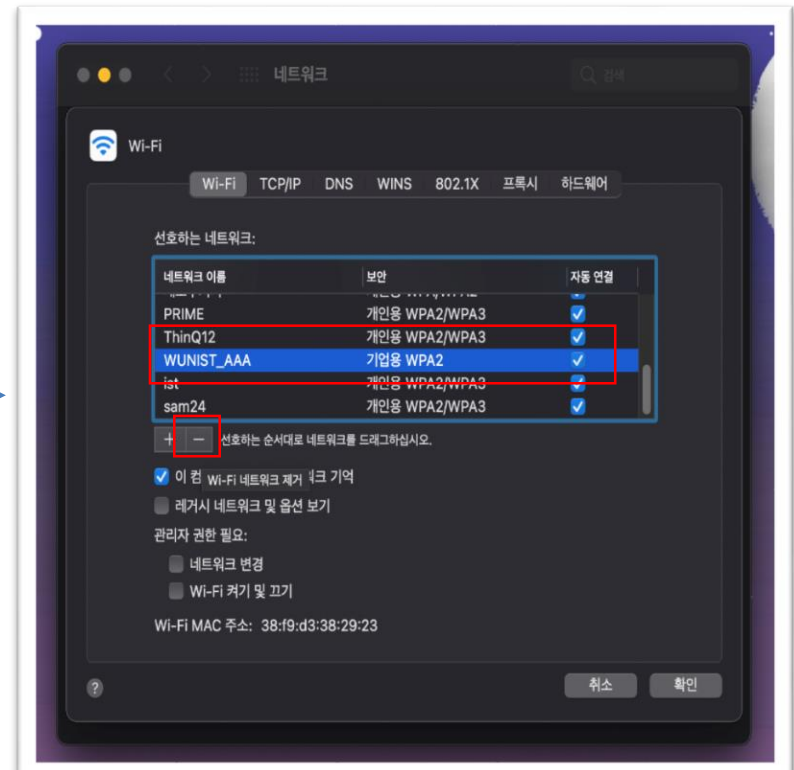 네트워크
검색
Wi-Fi
Wi-Fi TCP/IP DNS WINS 802.1X 프록시 하드웨어
선호하는 네트워크:
네트워크 이름 보안 자동 연결
PRIME 개인용 WPA2/WPA3
ThinQ12 개인용 WPA2/WPA3
WUNIST_AAA 기업용 WPA2
ist 개인용 WPA2/WPA3
sam24 개인용 WPA2/WPA3
+ − 선호하는 순서대로 네트워크를 드래그하십시오.
이 컴 Wi-Fi 네트워크 제거 크 기억
레거시 네트워크 및 옵션 보기
관리자 권한 필요:
네트워크 변경
Wi-Fi 켜기 및 끄기
Wi-Fi MAC 주소: 38:f9:d3:38:29:23
? 취소 확인